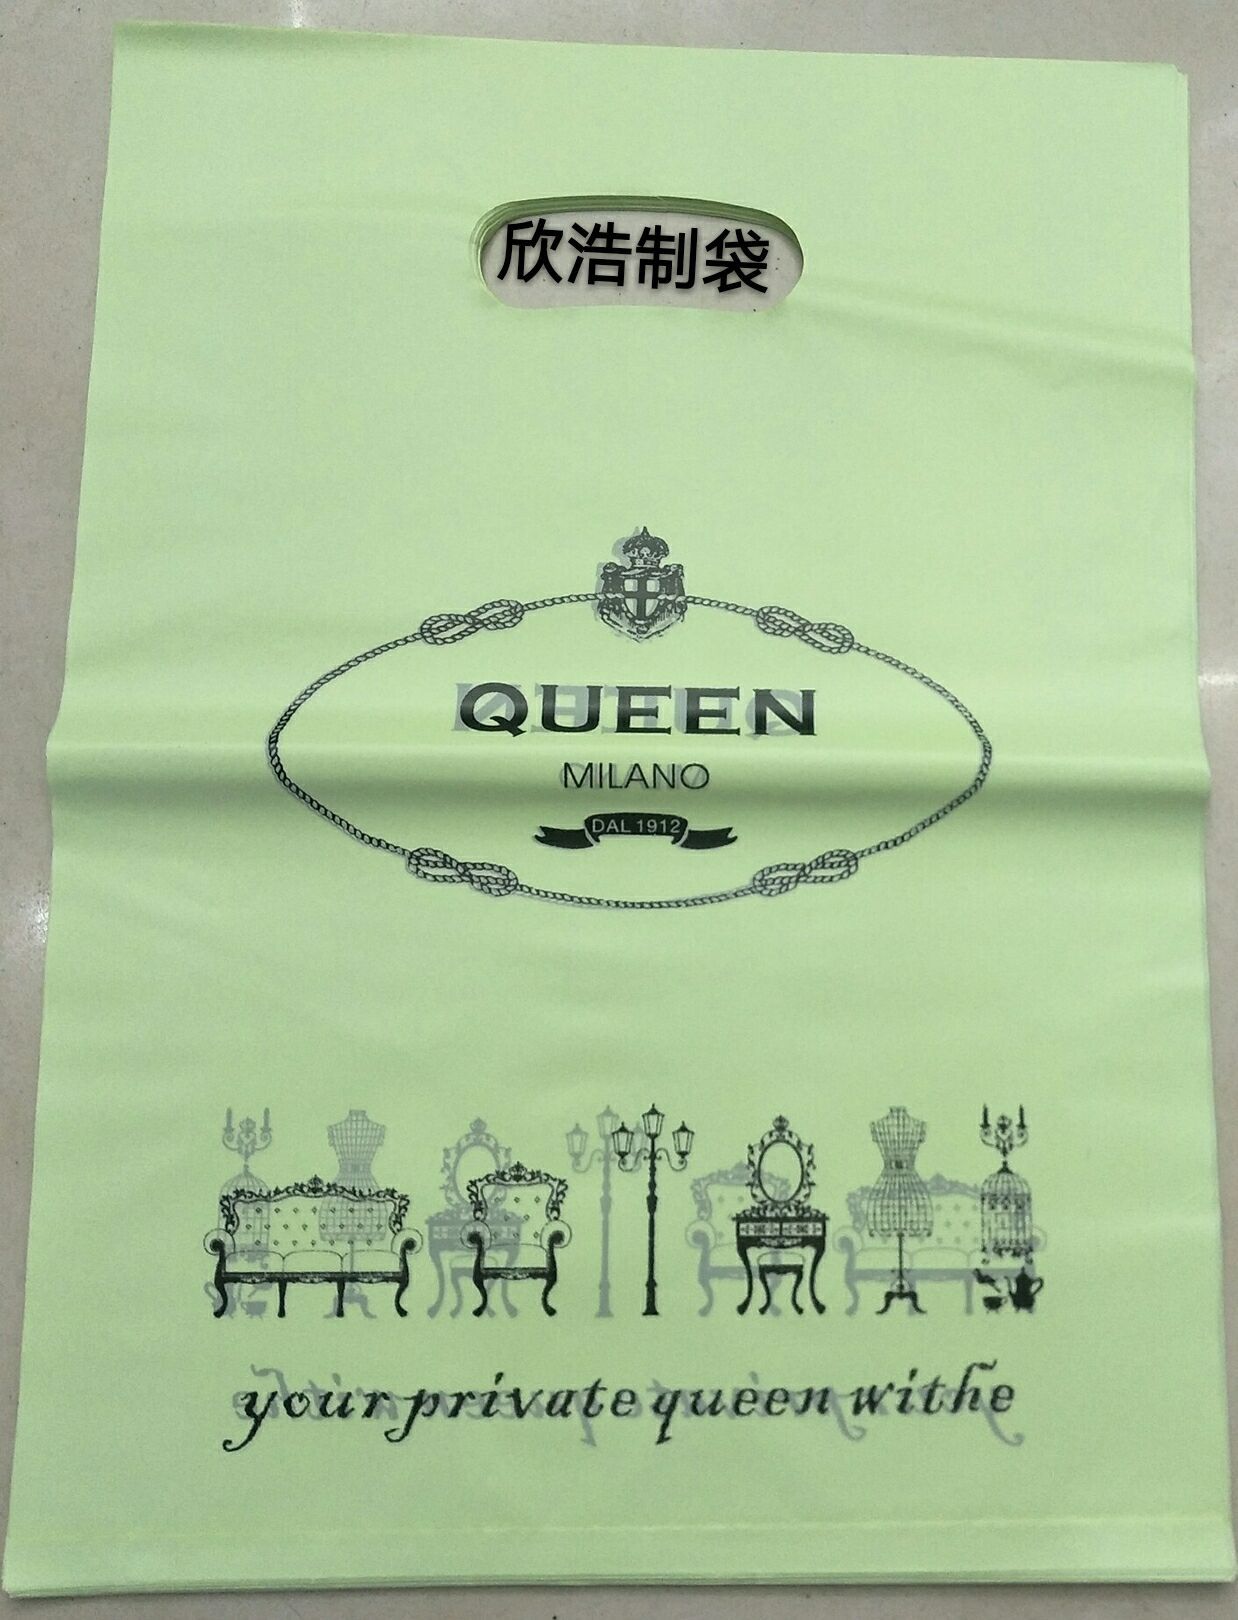 欣浩制袋
QUEEN
MILANO
DAL 1912
your private queen withe